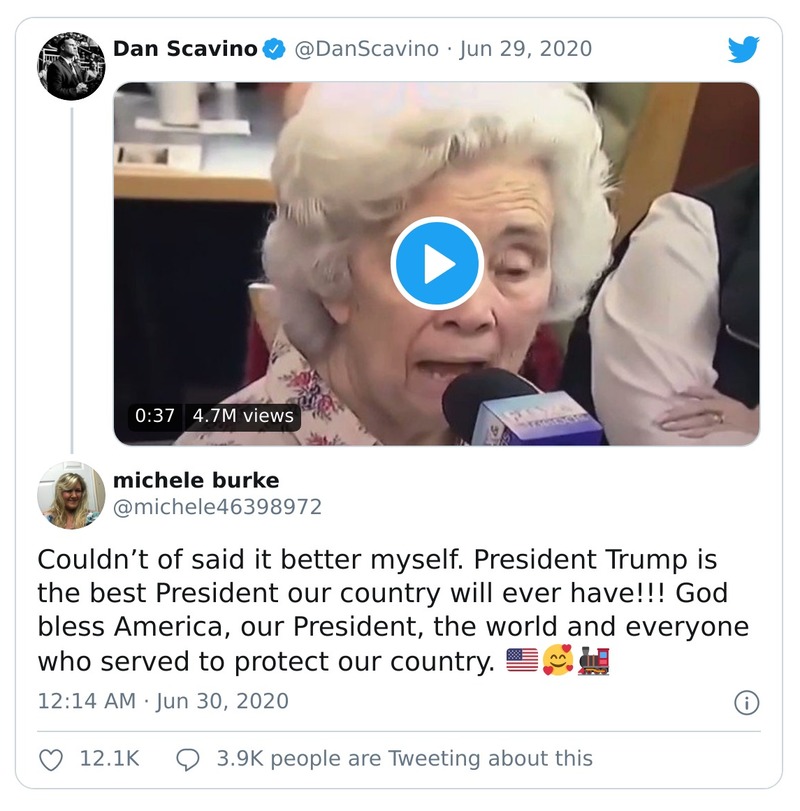 Dan Scavino @DanScavino · Jun 29, 2020
0:37 4.7M views
michele burke
@michele46398972
Couldn’t of said it better myself. President Trump is
the best President our country will ever have!!! God
bless America, our President, the world and everyone
who served to protect our country. 🇺🇸🥰🚂
12:14 AM · Jun 30, 2020
12.1K 3.9K people are Tweeting about this